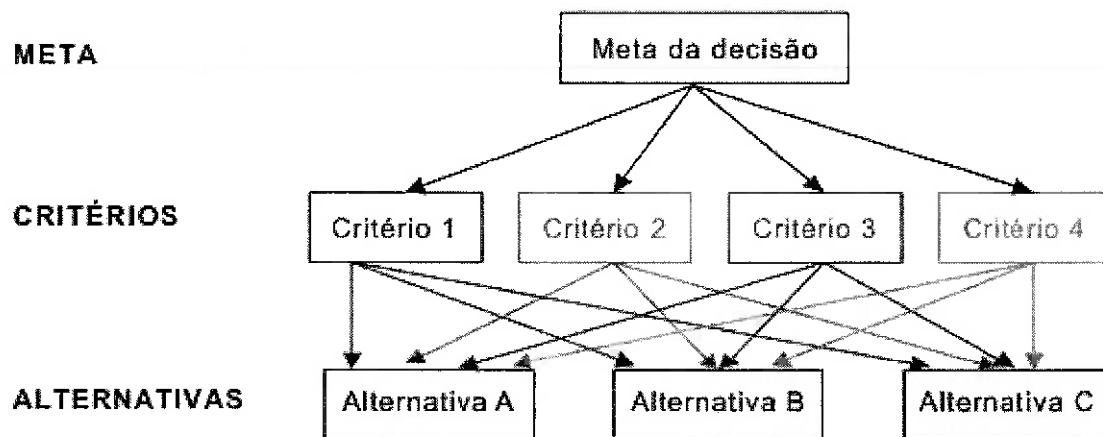 META
Meta da decisão
CRITÉRIOS
Critério 1
Critério 2
Critério 3
Critério 4
ALTERNATIVAS
Alternativa A
Alternativa B
Alternativa C